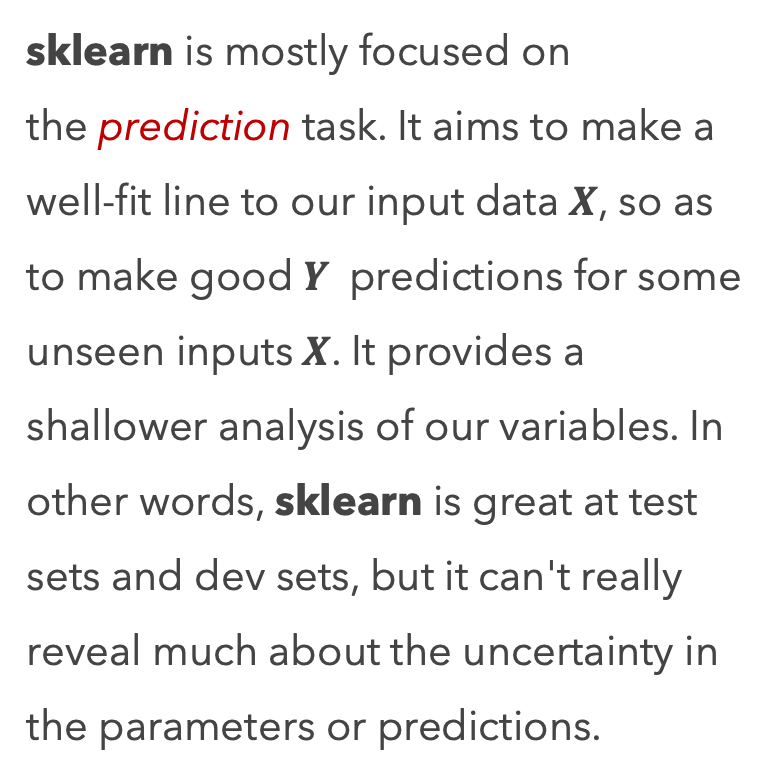 sklearn is mostly focused on
the prediction task. It aims to make a
well-fit line to our input data X, so as
to make good Y predictions for some
unseen inputs X. It provides a
shallower analysis of our variables. In
other words, sklearn is great at test
sets and dev sets, but it can't really
reveal much about the uncertainty in
the parameters or predictions.